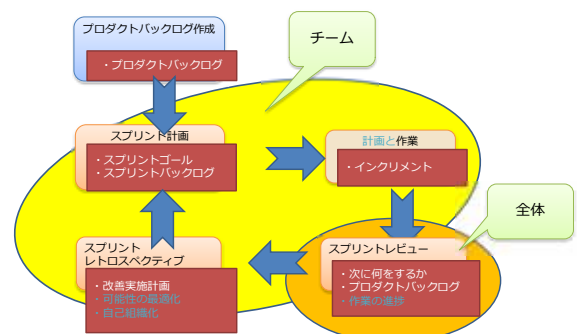 プロダクトバックログ作成
・プロダクトバックログ
チーム
スプリント計画
・スプリントゴール
・スプリントバックログ
計画と作業
・インクリメント
全体
スプリントレビュー
・次に何をするか
・プロダクトバックログ
・作業の進捗
スプリント
レトロスペクティブ
・改善実施計画
・可能性の最適化
・自己組織化